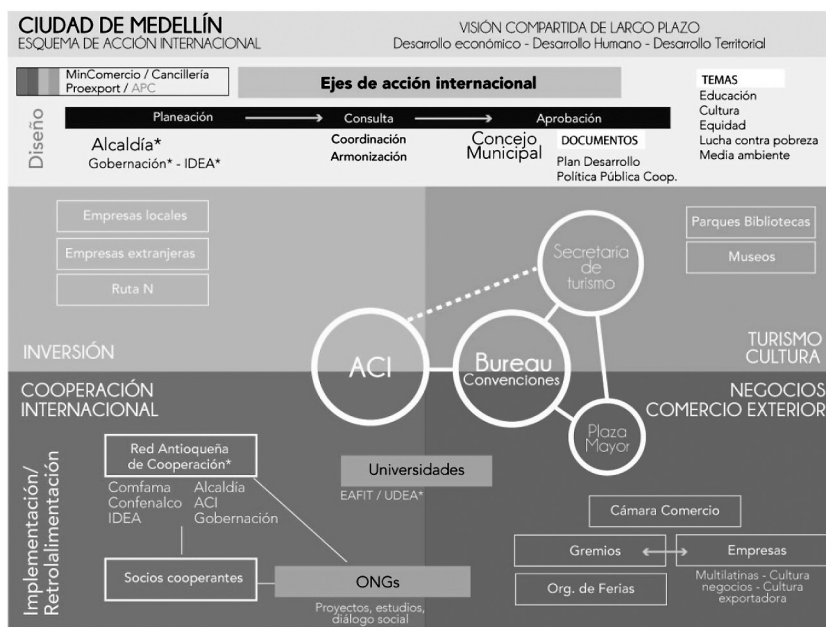 CIUDAD DE MEDELLÍN
ESQUEMA DE ACCIÓN INTERNACIONAL
VISIÓN COMPARTIDA DE LARGO PLAZO
Desarrollo económico - Desarrollo Humano - Desarrollo Territorial
MinComercio / Cancillería
Proexport / APC
Ejes de acción internacional
TEMAS
Educación
Cultura
Equidad
Lucha contra pobreza
Media ambiente
Diseño
Planeación
Consulta
Aprobación
Alcaldía*
Gobernación* - IDEA*
Coordinación
Armonización
Concejo
Municipal
DOCUMENTOS
Plan Desarrollo
Política Pública Coop.
Empresas locales
Empresas extranjeras
Ruta N
INVERSIÓN
Secretaria
de
turismo
Parques Bibliotecas
Museos
TURISMO
CULTURA
ACI
Bureau
Convenciones
Plaza
Mayor
COOPERACIÓN
INTERNACIONAL
NEGOCIOS
COMERCIO EXTERIOR
Implementación/
Retrolalimentación
Red Antioqueña
de Cooperación*
Comfama
Confenalco
IDEA
Alcaldía
ACI
Gobernación
Socios cooperantes
Universidades
EAFIT / UDEA*
ONGs
Proyectos, estudios,
diálogo social
Cámara Comercio
Gremios
Empresas
Org. de Ferias
Multilatinas - Cultura
negocios - Cultura
exportadora